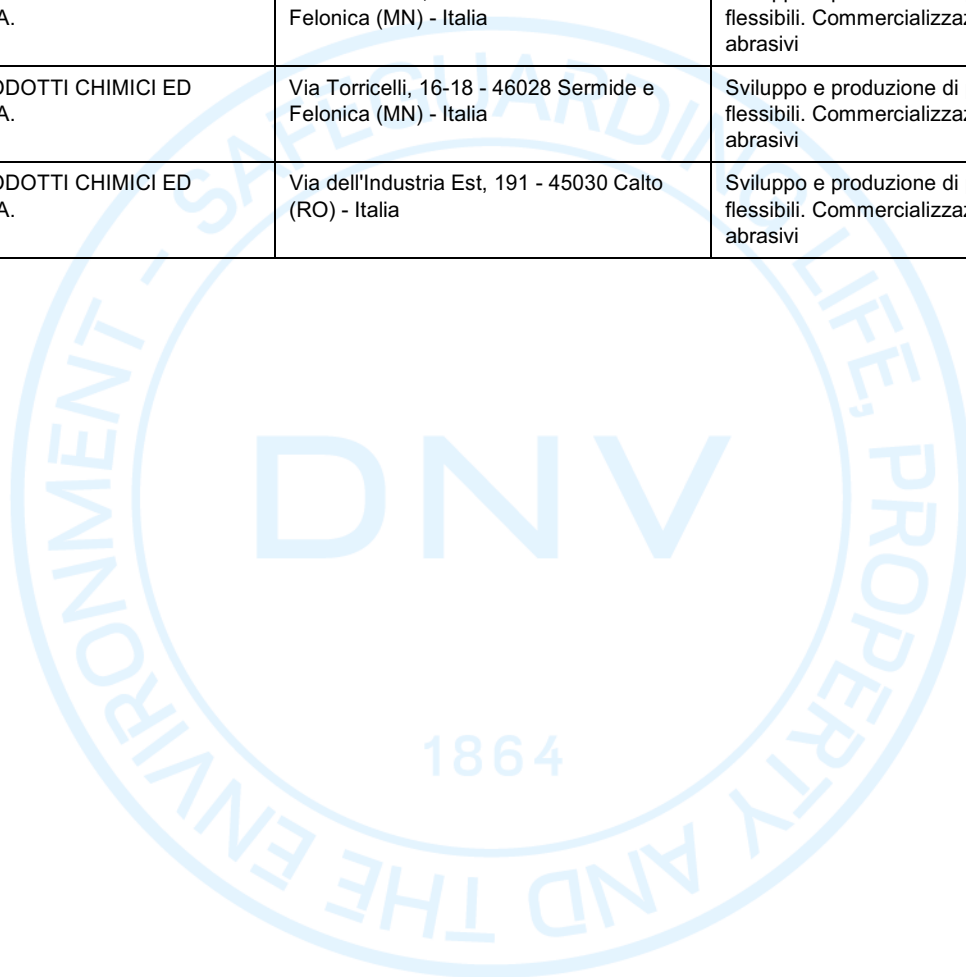 A.
Felonica (MN) - Italia
flessibili. Commercializzaz
abrasivi
ODOTTI CHIMICI ED
A.
Via Torricelli, 16-18 - 46028 Sermide e
Felonica (MN) - Italia
Sviluppo e produzione di
flessibili. Commercializzaz
abrasivi
ODOTTI CHIMICI ED
A.
Via dell'Industria Est, 191 - 45030 Calto
(RO) - Italia
Sviluppo e produzione di
flessibili. Commercializzaz
abrasivi
SAFEGUARDING LIFE, PROPERTY AND THE ENVIRONMENT -
DNV
1864